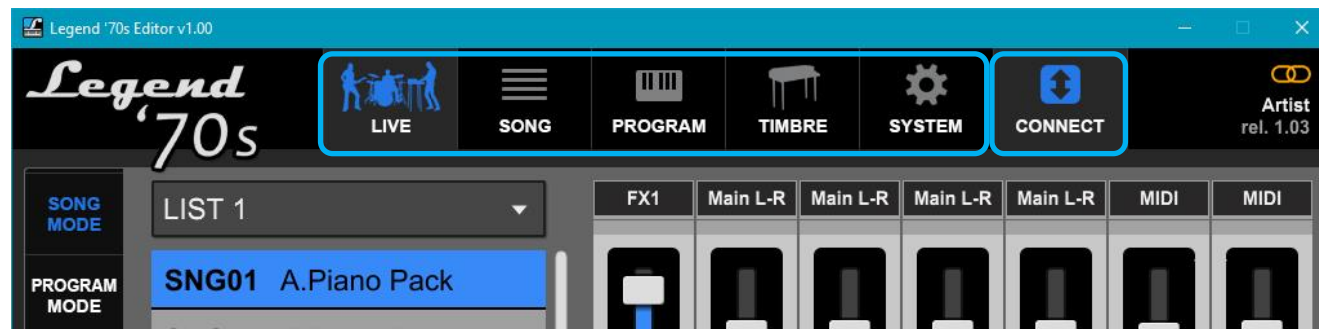 Legend '70s Editor v1.00
Legend
'70s
LIVE
SONG
PROGRAM
TIMBRE
SYSTEM
CONNECT
Artist
rel. 1.03
SONG
MODE
PROGRAM
MODE
LIST 1
SNG01 A.Piano Pack
FX1
Main L-R
Main L-R
Main L-R
Main L-R
MIDI
MIDI